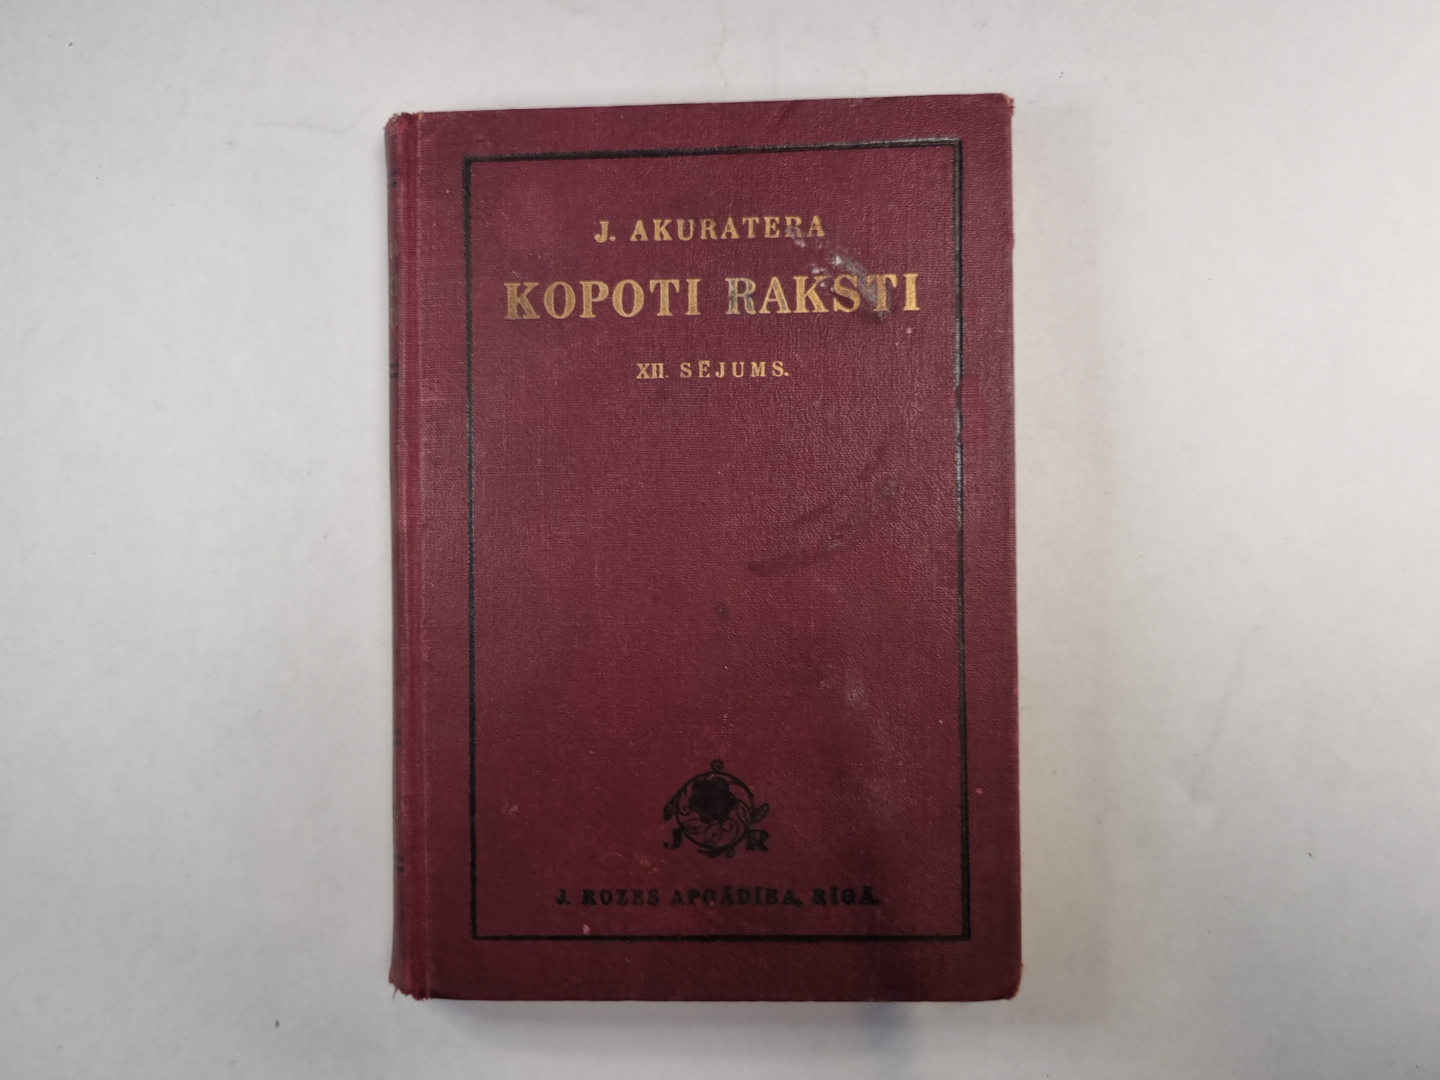 J. AKURATERA
KOPOTI RAKSTI
XII. SĒJUMS.
J R
J. ROZES APGĀDĪBA, RĪGĀ.